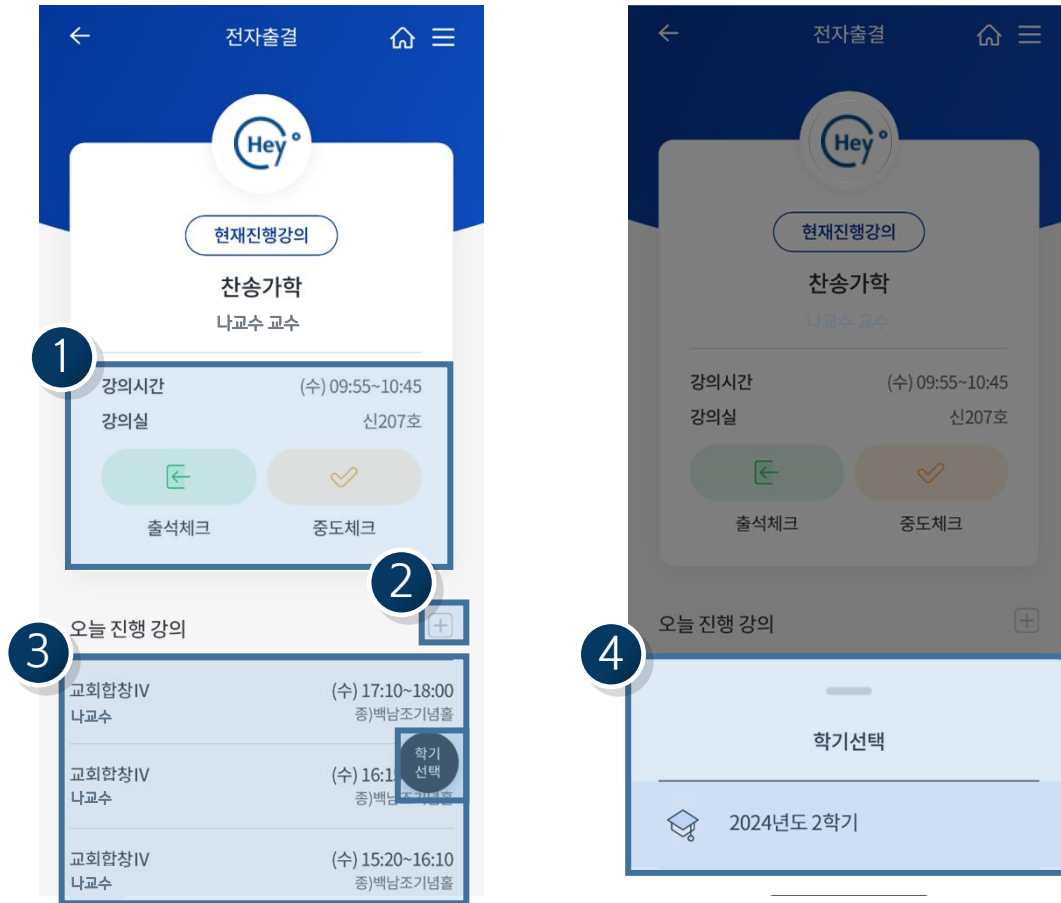 전자출결
Hey
현재진행강의
찬송가학
나교수 교수
1
강의시간 (수) 09:55~10:45
강의실 신207호
출석체크 중도체크
2
오늘 진행 강의
3
교회합창IV (수) 17:10~18:00
나교수 종)백남조기념홀
학기
선택
교회합창IV (수) 16:1
나교수 종)백남조기념홀
교회합창IV (수) 15:20~16:10
나교수 종)백남조기념홀
전자출결
Hey
현재진행강의
찬송가학
나교수 교수
강의시간 (수) 09:55~10:45
강의실 신207호
출석체크 중도체크
오늘 진행 강의
4
학기선택
2024년도 2학기